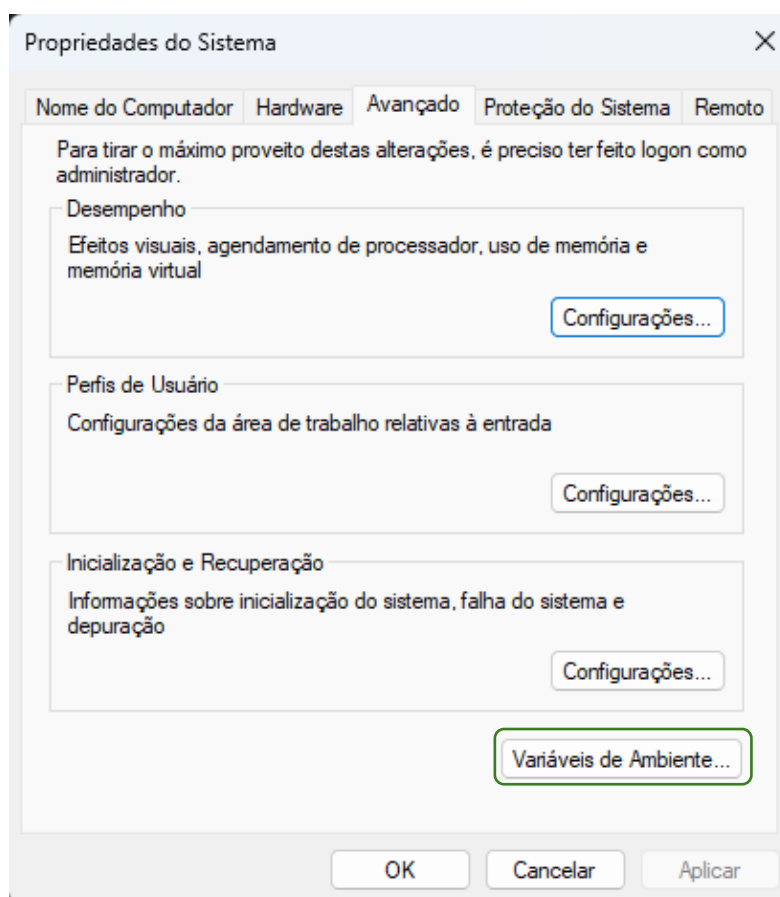 Propriedades do Sistema
Nome do Computador Hardware Avançado Proteção do Sistema Remoto
Para tirar o máximo proveito destas alterações, é preciso ter feito logon como
administrador.
Desempenho
Efeitos visuais, agendamento de processador, uso de memória e
memória virtual
Configurações...
Perfis de Usuário
Configurações da área de trabalho relativas à entrada
Configurações...
Inicialização e Recuperação
Informações sobre inicialização do sistema, falha do sistema e
depuração
Configurações...
Variáveis de Ambiente...
OK Cancelar Aplicar